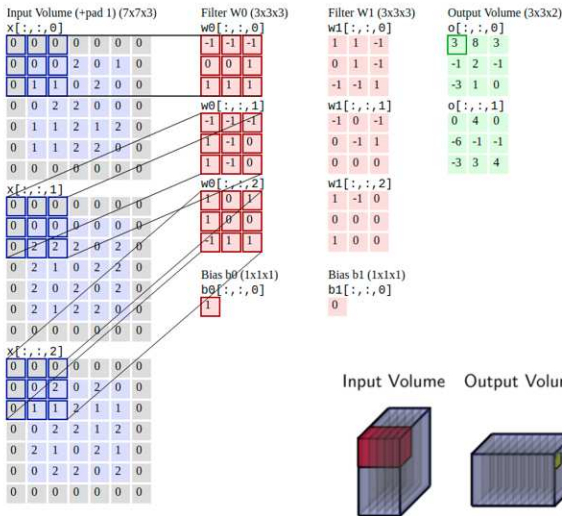 Input Volume (+pad 1) (7x7x3)
x[:,:,0]
0 0 0 0 0 0 0
0 0 0 2 0 1 0
0 1 1 0 2 0 0
0 0 2 2 0 0 0
0 1 1 2 1 2 0
0 1 1 2 2 0 0
0 0 0 0 0 0 0
x[:,:,1]
0 0 0 0 0 0 0
0 0 0 0 0 0 0
0 2 2 2 0 2 0
0 2 1 0 2 2 0
0 2 0 2 0 2 0
0 2 1 2 2 0 0
0 0 0 0 0 0 0
x[:,:,2]
0 0 0 0 0 0 0
0 0 2 0 2 0 0
0 1 1 2 1 1 0
0 0 2 2 1 2 0
0 2 1 0 2 1 0
0 0 2 2 0 2 0
0 0 0 0 0 0 0
Filter W0 (3x3x3)
w0[:,:,0]
-1 -1 -1
0 0 1
1 1 1
w0[:,:,1]
-1 -1 -1
1 -1 0
1 -1 0
w0[:,:,2]
1 0 1
1 0 0
-1 1 1
Bias b0 (1x1x1)
b0[:,:,0]
1
Filter W1 (3x3x3)
w1[:,:,0]
1 1 -1
1 0 -1
-1 -1 1
w1[:,:,1]
-1 0 -1
0 -1 1
0 0 0
w1[:,:,2]
1 -1 0
0 0 0
1 0 0
Bias b1 (1x1x1)
b1[:,:,0]
0
Output Volume (3x3x2)
o[:,:,0]
3 8 3
-1 2 -1
-3 1 0
o[:,:,1]
0 4 0
-6 -1 -1
-3 3 4
Input Volume Output Volu